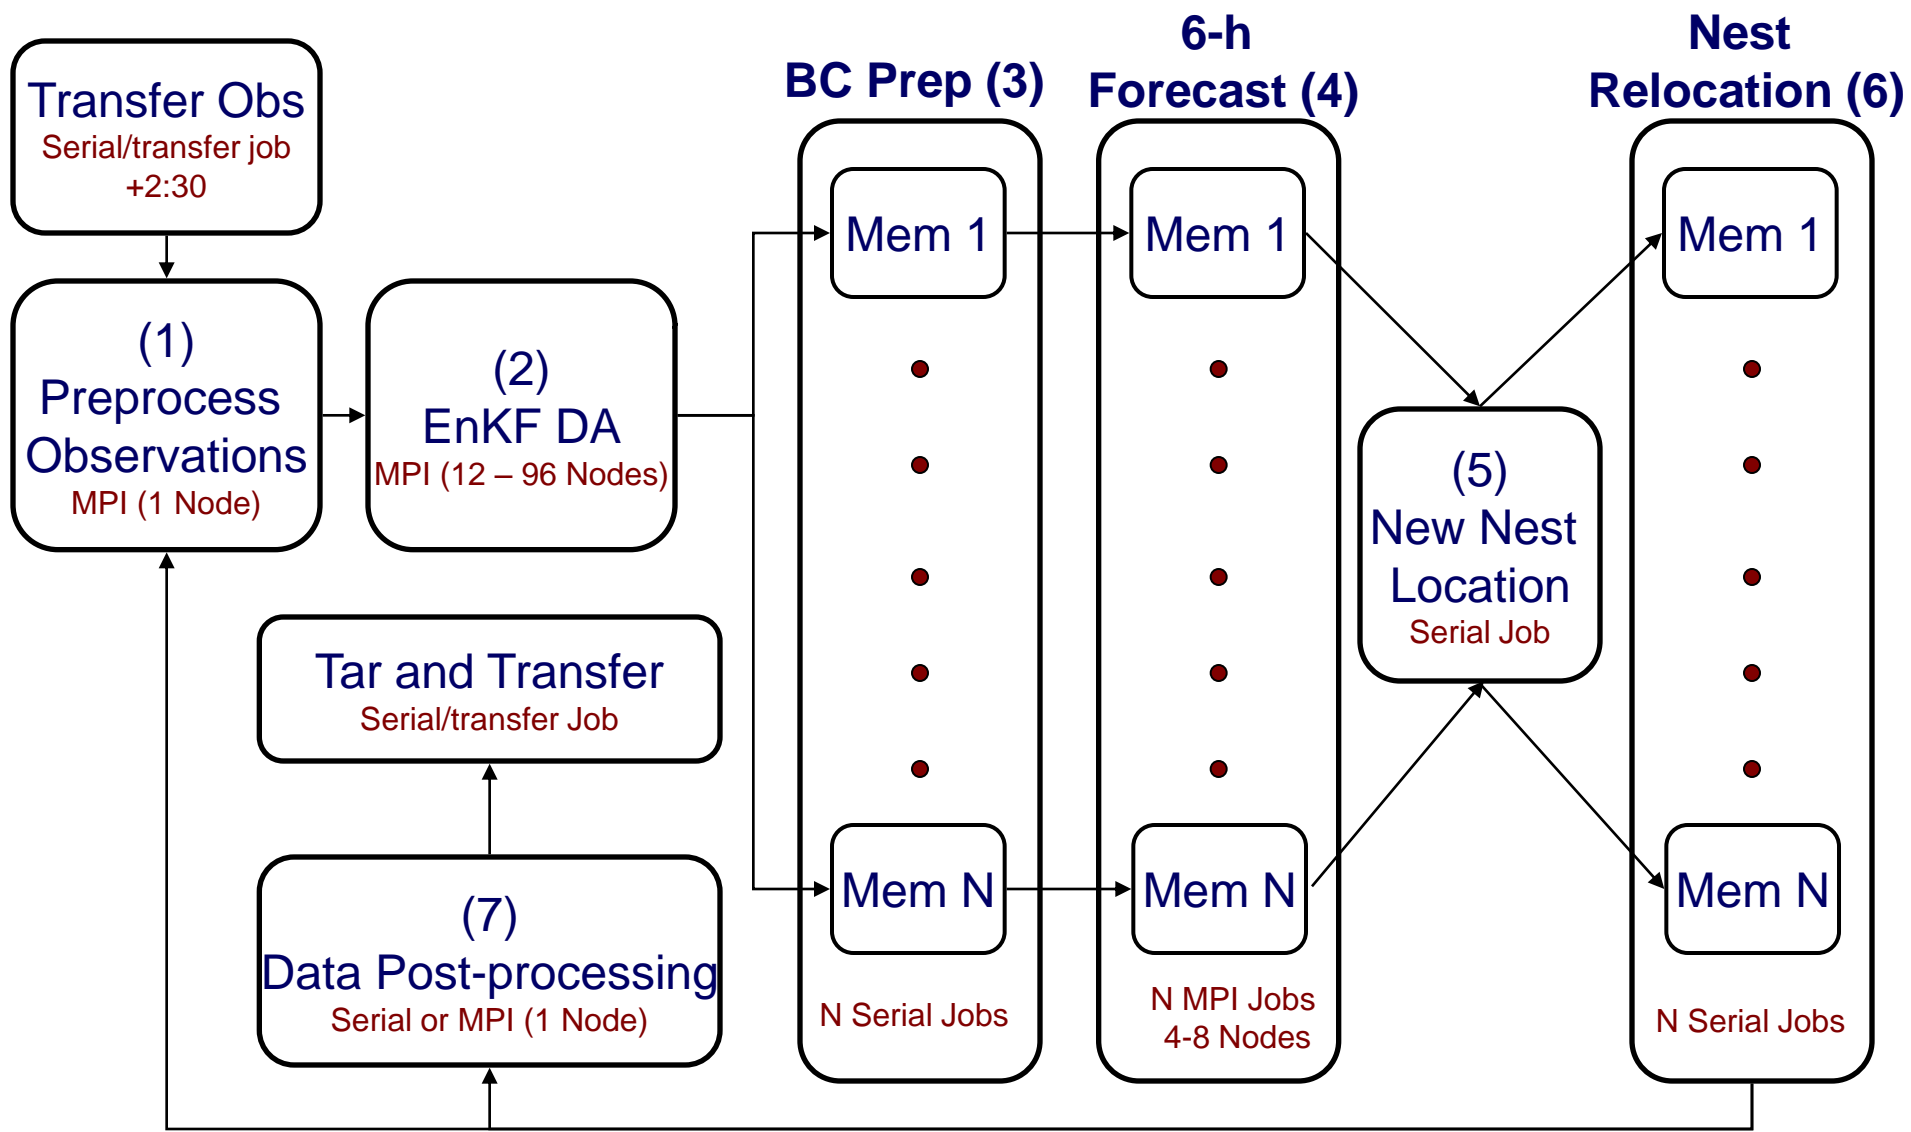 Transfer Obs
Serial/transfer job
+2:30
(1)
Preprocess
Observations
MPI (1 Node)
(2)
EnKF DA
MPI (12 – 96 Nodes)
BC Prep (3)
Mem 1
Mem N
N Serial Jobs
6-h
Forecast (4)
Mem 1
Mem N
N MPI Jobs
4-8 Nodes
(5)
New Nest
Location
Serial Job
Nest
Relocation (6)
Mem 1
Mem N
N Serial Jobs
Tar and Transfer
Serial/transfer Job
(7)
Data Post-processing
Serial or MPI (1 Node)